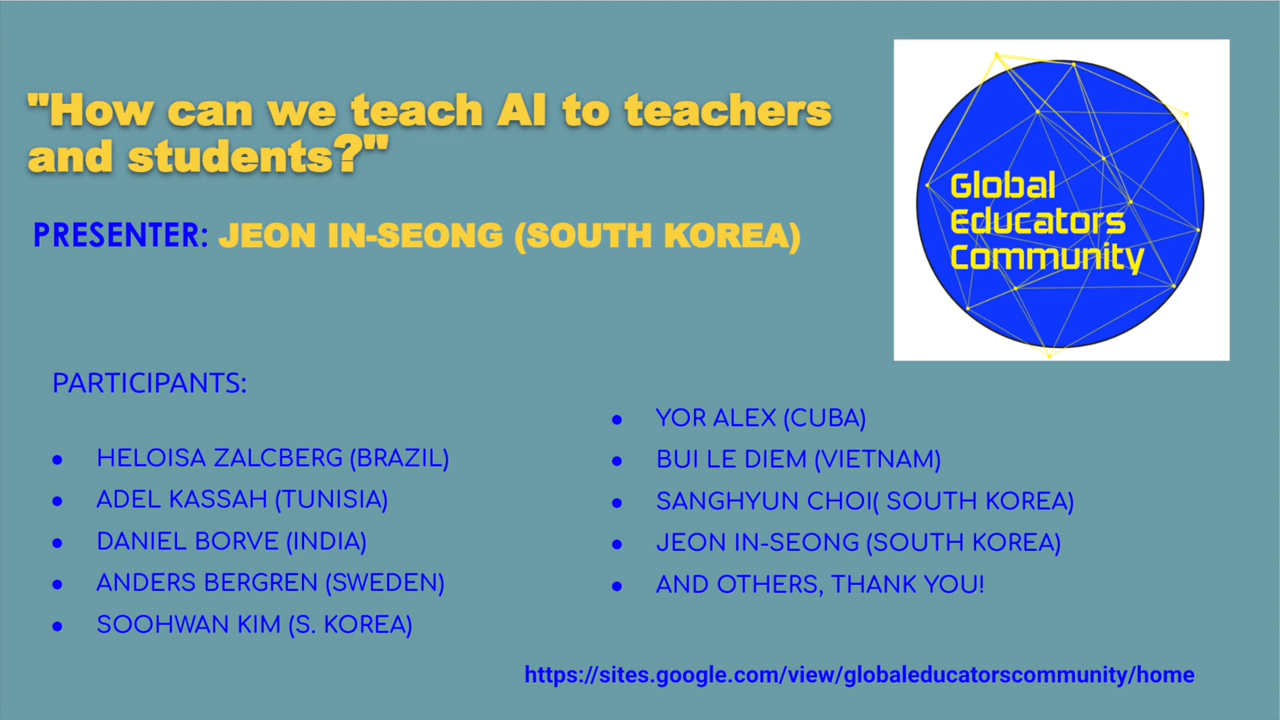 "How can we teach AI to teachers
and students?"
PRESENTER: JEON IN-SEONG (SOUTH KOREA)
Global
Educators
Community
PARTICIPANTS:
● HELOISA ZALCBERG (BRAZIL)
● ADEL KASSAH (TUNISIA)
● DANIEL BORVE (INDIA)
● ANDERS BERGREN (SWEDEN)
● SOOHWAN KIM (S. KOREA)
● YOR ALEX (CUBA)
● BUI LE DIEM (VIETNAM)
● SANGHYUN CHOI( SOUTH KOREA)
● JEON IN-SEONG (SOUTH KOREA)
● AND OTHERS, THANK YOU!
https://sites.google.com/view/globaleducatorscommunity/home